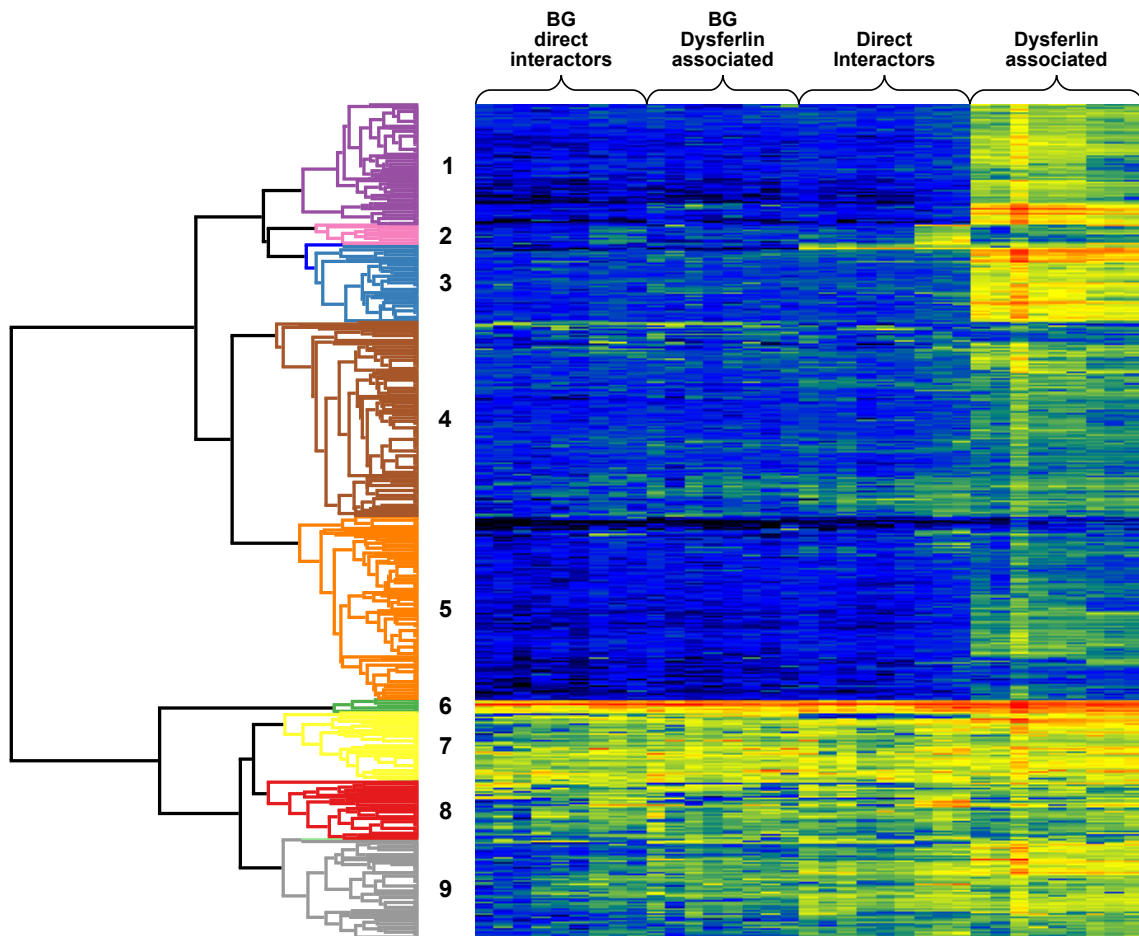 BG
direct
interactors
BG
Dysferlin
associated
Direct
Interactors
Dysferlin
associated
1
2
3
4
5
6
7
8
9